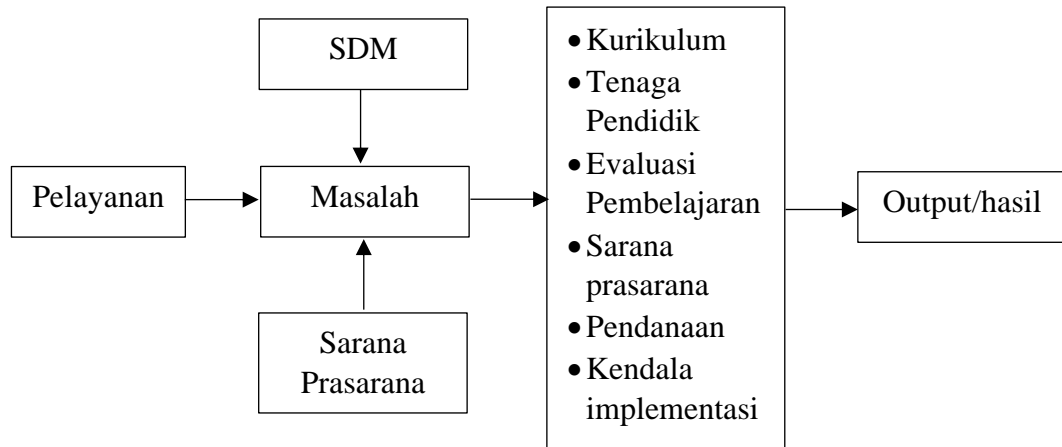 SDM
Pelayanan
Masalah
Sarana
Prasarana
• Kurikulum
• Tenaga
Pendidik
• Evaluasi
Pembelajaran
• Sarana
prasarana
• Pendanaan
• Kendala
implementasi
Output/hasil